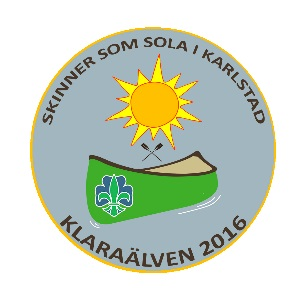 SKINNER SOM SOLA I KARLSTAD
KLARAÄLVEN 2016